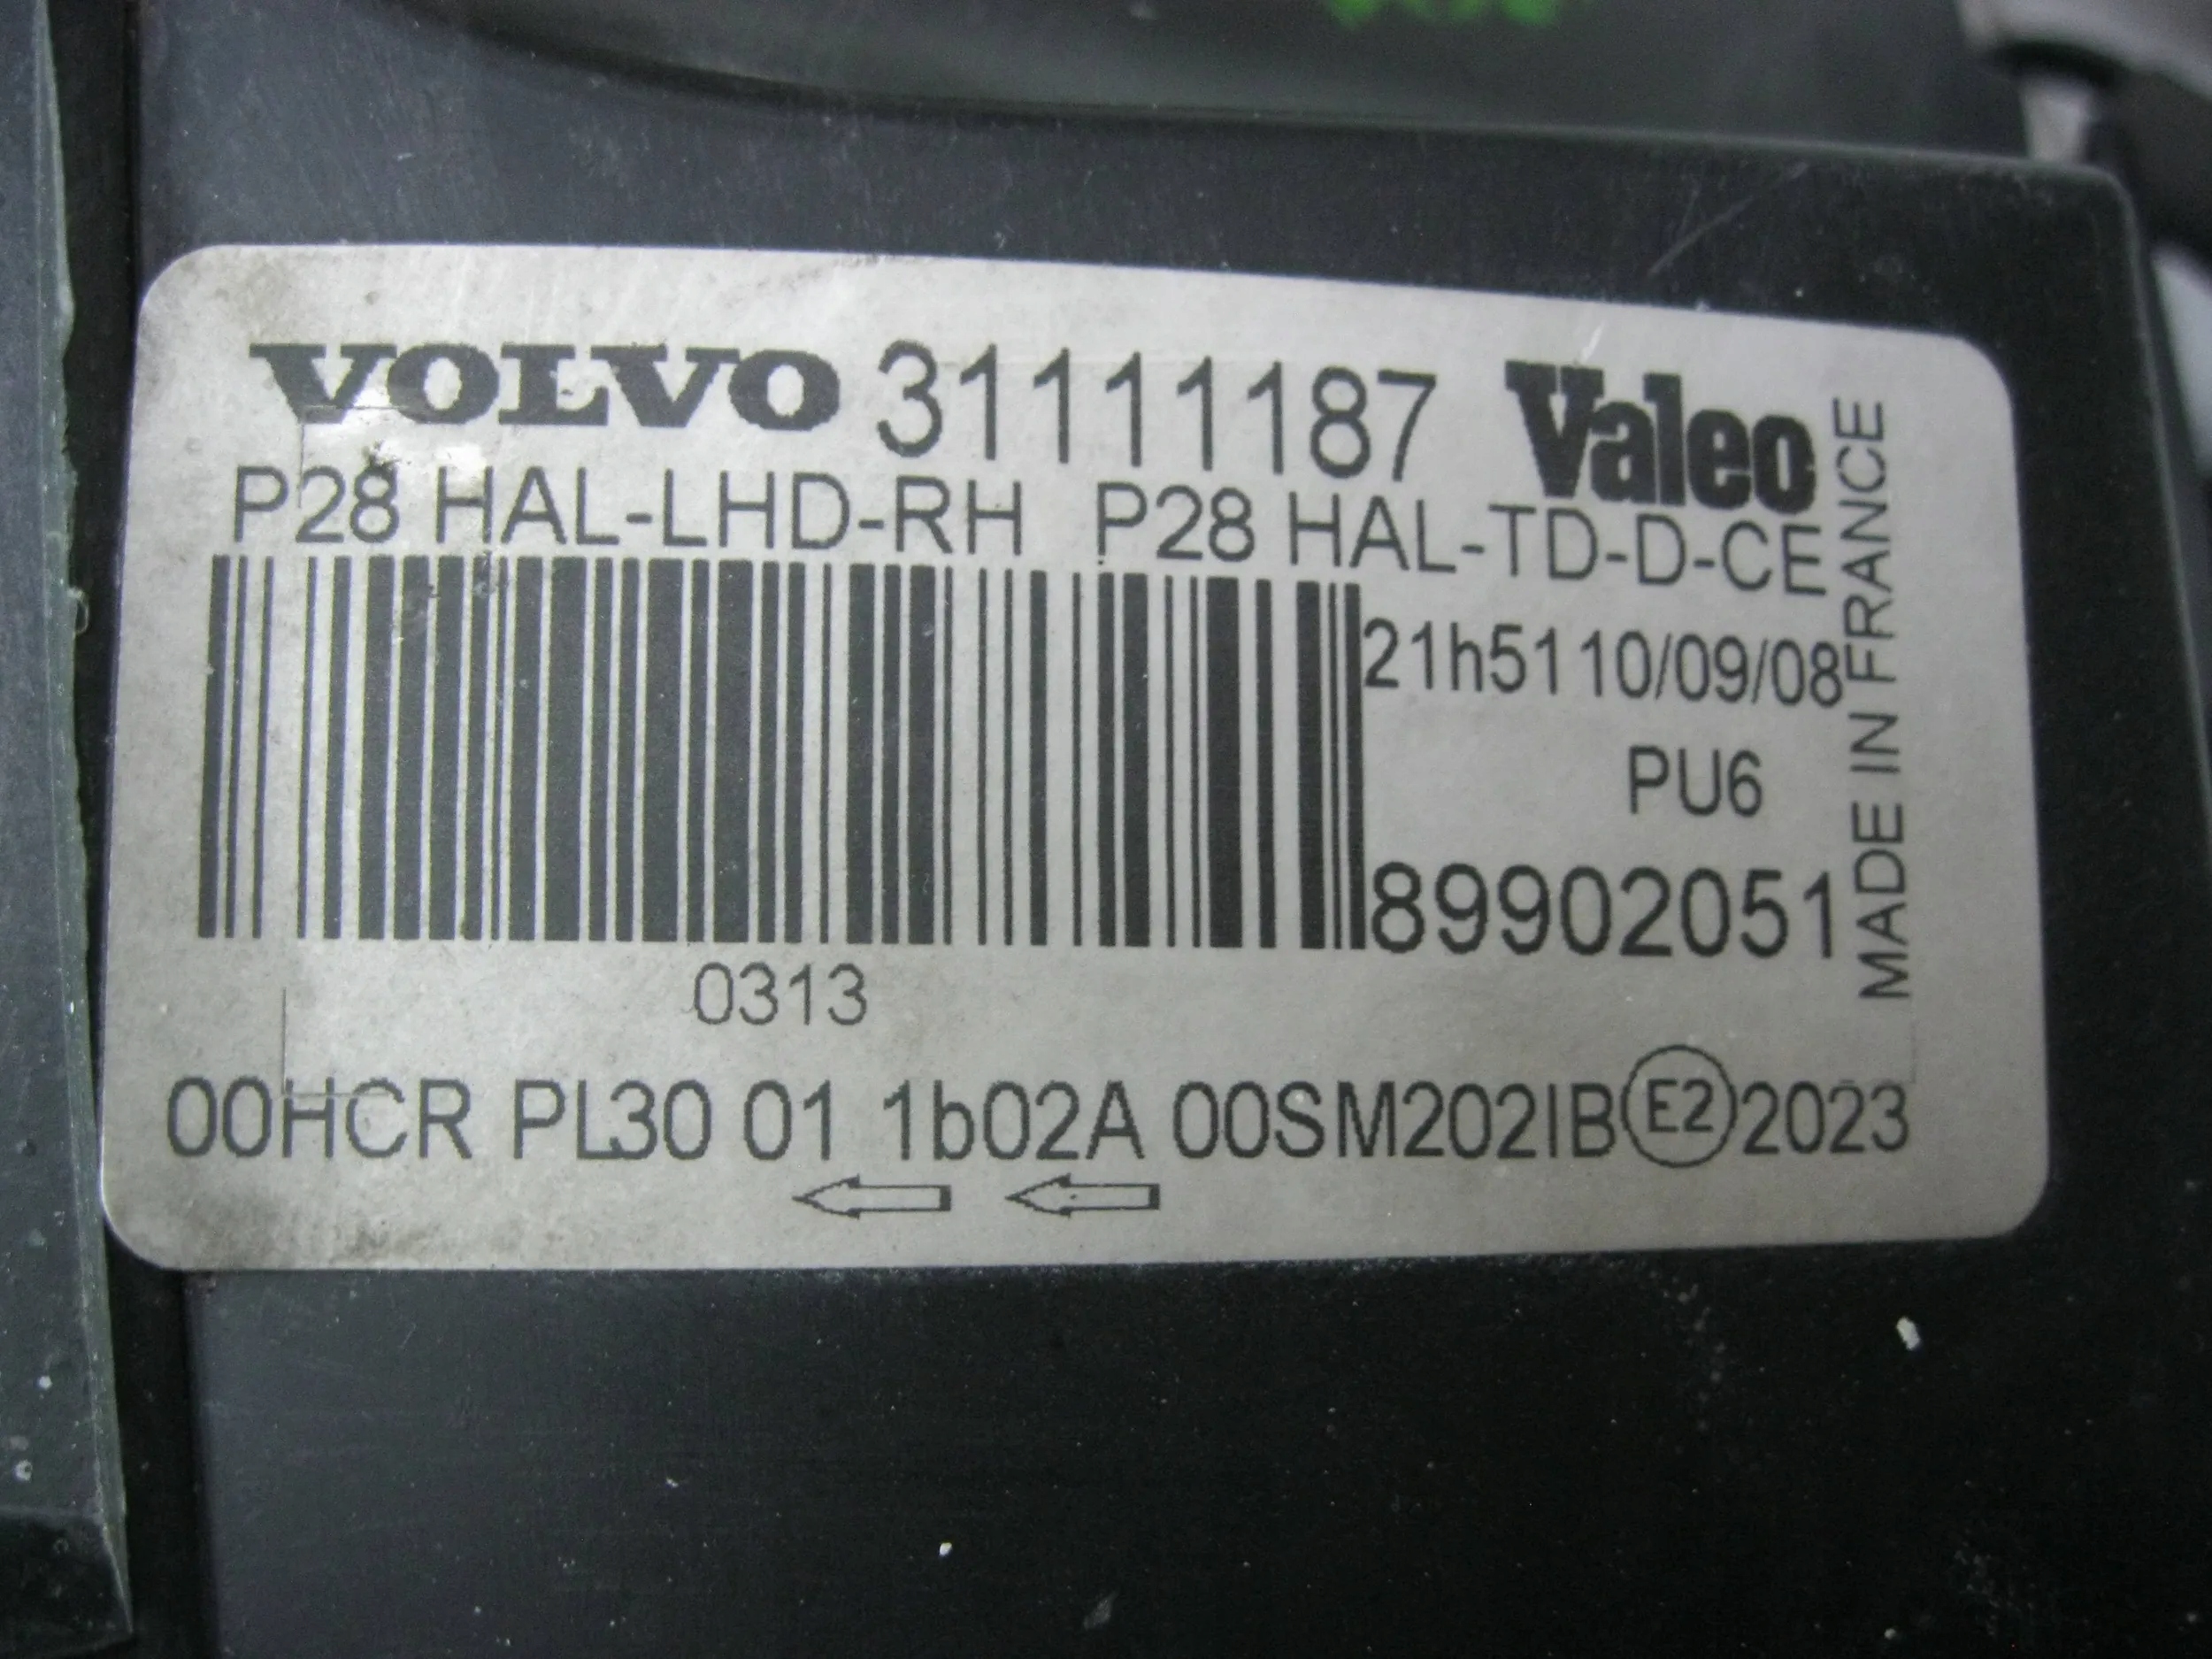 VOLVO 31111187 Valeo
P28 HAL-LHD-RH P28 HAL-TD-D-CE
21h51 10/09/08
PU6
89902051
MADE IN FRANCE
0313
00HCR PL30 01 1b02A 00SM202IB E2 2023